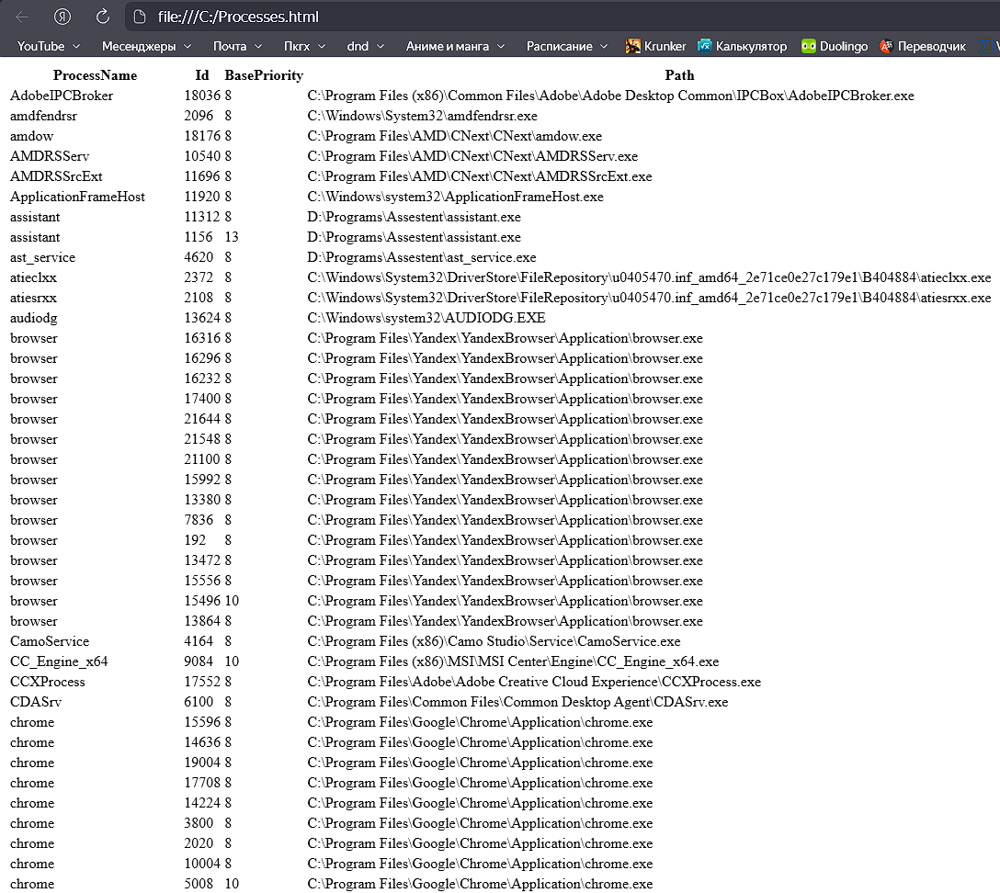 file:///C:/Processes.html
YouTube Месенджеры Почта Пкгх dnd Аниме и манга Расписание Krunker Калькулятор Duolingo Переводчик
ProcessName Id BasePriority Path
AdobeIPCBroker 18036 8 C:\Program Files (x86)\Common Files\Adobe\Adobe Desktop Common\IPCBox\AdobeIPCBroker.exe
amdfendrsr 2096 8 C:\Windows\System32\amdfendrsr.exe
amdow 18176 8 C:\Program Files\AMD\CNext\CNext\amdow.exe
AMDRSServ 10540 8 C:\Program Files\AMD\CNext\CNext\AMDRSServ.exe
AMDRSSrcExt 11696 8 C:\Program Files\AMD\CNext\CNext\AMDRSSrcExt.exe
ApplicationFrameHost 11920 8 C:\Windows\system32\ApplicationFrameHost.exe
assistant 11312 8 D:\Programs\Assestent\assistant.exe
assistant 1156 13 D:\Programs\Assestent\assistant.exe
ast_service 4620 8 D:\Programs\Assestent\ast_service.exe
atieclxx 2372 8 C:\Windows\System32\DriverStore\FileRepository\u0405470.inf_amd64_2e71ce0e27c179e1\B404884\atieclxx.exe
atiesrxx 2108 8 C:\Windows\System32\DriverStore\FileRepository\u0405470.inf_amd64_2e71ce0e27c179e1\B404884\atiesrxx.exe
audiodg 13624 8 C:\Windows\system32\AUDIODG.EXE
browser 16316 8 C:\Program Files\Yandex\YandexBrowser\Application\browser.exe
browser 16296 8 C:\Program Files\Yandex\YandexBrowser\Application\browser.exe
browser 16232 8 C:\Program Files\Yandex\YandexBrowser\Application\browser.exe
browser 17400 8 C:\Program Files\Yandex\YandexBrowser\Application\browser.exe
browser 21644 8 C:\Program Files\Yandex\YandexBrowser\Application\browser.exe
browser 21548 8 C:\Program Files\Yandex\YandexBrowser\Application\browser.exe
browser 21100 8 C:\Program Files\Yandex\YandexBrowser\Application\browser.exe
browser 15992 8 C:\Program Files\Yandex\YandexBrowser\Application\browser.exe
browser 13380 8 C:\Program Files\Yandex\YandexBrowser\Application\browser.exe
browser 7836 8 C:\Program Files\Yandex\YandexBrowser\Application\browser.exe
browser 192 8 C:\Program Files\Yandex\YandexBrowser\Application\browser.exe
browser 13472 8 C:\Program Files\Yandex\YandexBrowser\Application\browser.exe
browser 15556 8 C:\Program Files\Yandex\YandexBrowser\Application\browser.exe
browser 15496 10 C:\Program Files\Yandex\YandexBrowser\Application\browser.exe
browser 13864 8 C:\Program Files\Yandex\YandexBrowser\Application\browser.exe
CamoService 4164 8 C:\Program Files (x86)\Camo Studio\Service\CamoService.exe
CC_Engine_x64 9084 10 C:\Program Files (x86)\MSI\MSI Center\Engine\CC_Engine_x64.exe
CCXProcess 17552 8 C:\Program Files\Adobe\Adobe Creative Cloud Experience\CCXProcess.exe
CDASrv 6100 8 C:\Program Files\Common Files\Common Desktop Agent\CDASrv.exe
chrome 15596 8 C:\Program Files\Google\Chrome\Application\chrome.exe
chrome 14636 8 C:\Program Files\Google\Chrome\Application\chrome.exe
chrome 19004 8 C:\Program Files\Google\Chrome\Application\chrome.exe
chrome 17708 8 C:\Program Files\Google\Chrome\Application\chrome.exe
chrome 14224 8 C:\Program Files\Google\Chrome\Application\chrome.exe
chrome 3800 8 C:\Program Files\Google\Chrome\Application\chrome.exe
chrome 2020 8 C:\Program Files\Google\Chrome\Application\chrome.exe
chrome 10004 8 C:\Program Files\Google\Chrome\Application\chrome.exe
chrome 5008 10 C:\Program Files\Google\Chrome\Application\chrome.exe